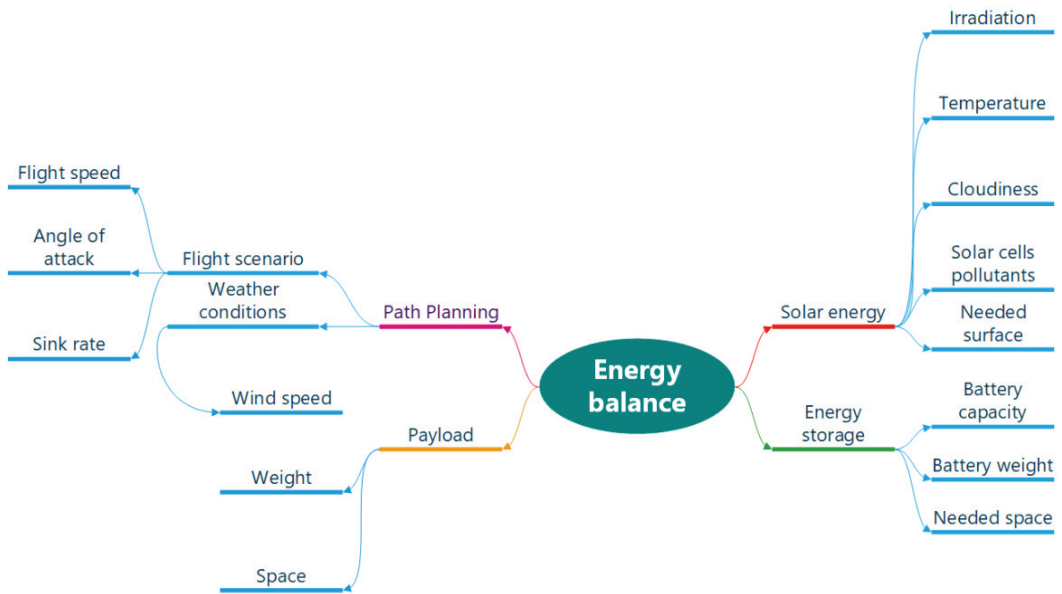 Irradiation
Temperature
Flight speed
Cloudiness
Angle of
attack
Flight scenario
Solar cells
pollutants
Weather
conditions
Path Planning
Solar energy
Needed
surface
Sink rate
Energy
balance
Wind speed
Payload
Energy
storage
Battery
capacity
Weight
Battery weight
Needed space
Space